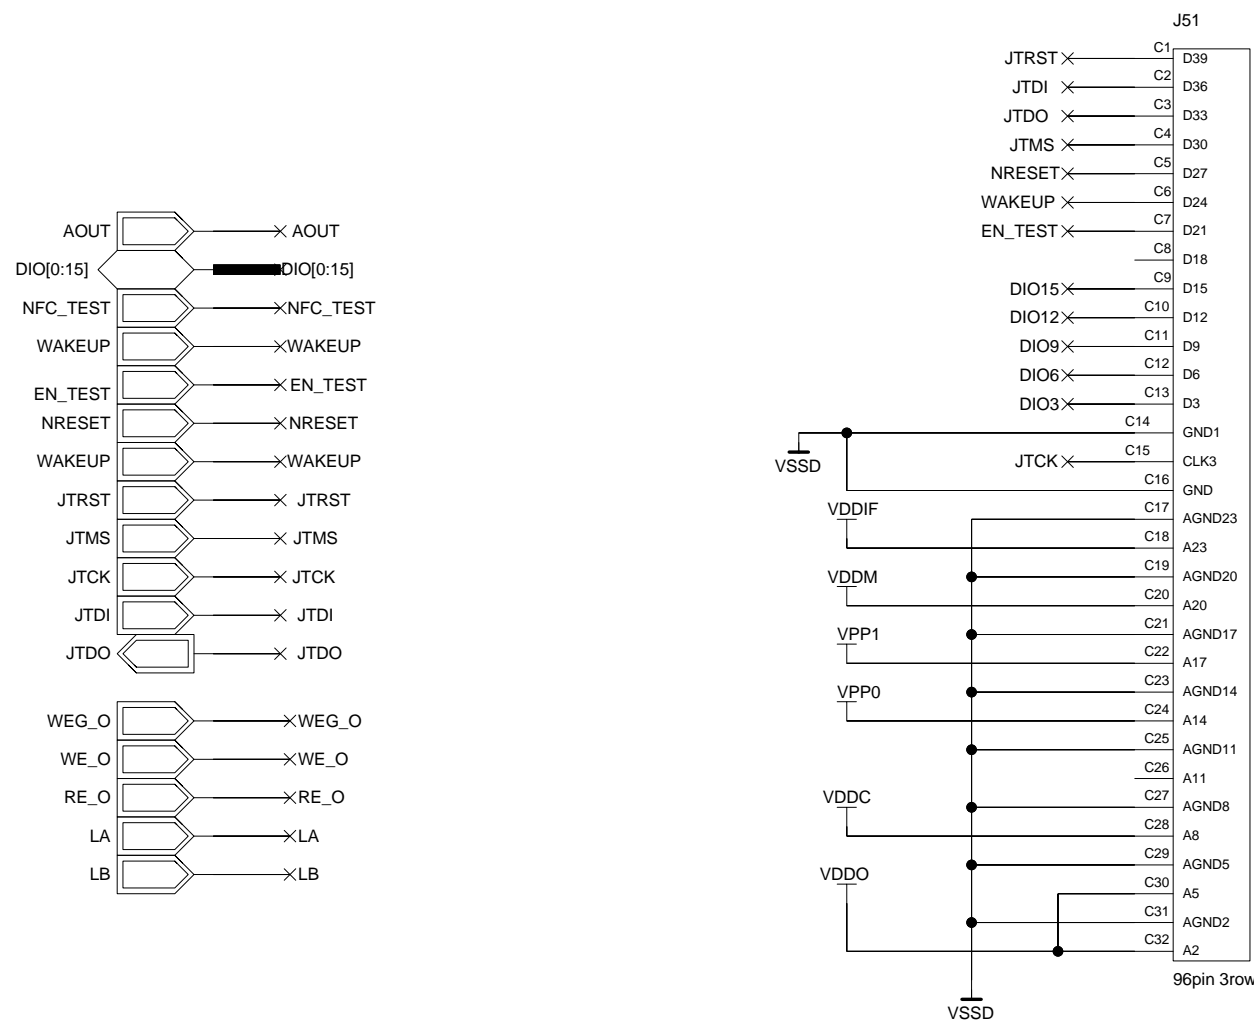 J51
JTRST C1 D39
JTDI C2 D36
JTDO C3 D33
JTMS C4 D30
NRESET C5 D27
WAKEUP C6 D24
EN_TEST C7 D21
C8 D18
DIO15 C9 D15
DIO12 C10 D12
DIO9 C11 D9
DIO6 C12 D6
DIO3 C13 D3
C14 GND1
VSSD
JTCK C15 CLK3
C16 GND
VDDIF C17 AGND23
C18 A23
C19 AGND20
VDDM C20 A20
C21 AGND17
VPP1 C22 A17
C23 AGND14
VPP0 C24 A14
C25 AGND11
C26 A11
VDDC C27 AGND8
C28 A8
C29 AGND5
VDDO C30 A5
C31 AGND2
C32 A2
96pin 3row
VSSD
AOUT AOUT
DIO[0:15] DIO[0:15]
NFC_TEST NFC_TEST
WAKEUP WAKEUP
EN_TEST EN_TEST
NRESET NRESET
WAKEUP WAKEUP
JTRST JTRST
JTMS JTMS
JTCK JTCK
JTDI JTDI
JTDO JTDO
WEG_O WEG_O
WE_O WE_O
RE_O RE_O
LA LA
LB LB